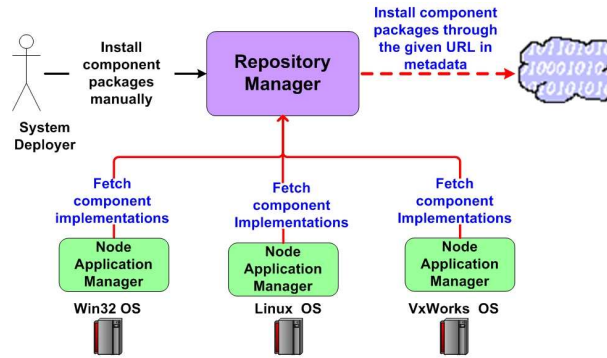 Install component
packages through
the given URL in
metadata
Install
component
packages
manually
Repository
Manager
System
Deployer
Fetch
component
implementations
Fetch
component
Implementations
Fetch
component
Implementations
Node
Application
Manager
Node
Application
Manager
Node
Application
Manager
Win32 OS
Linux OS
VxWorks OS